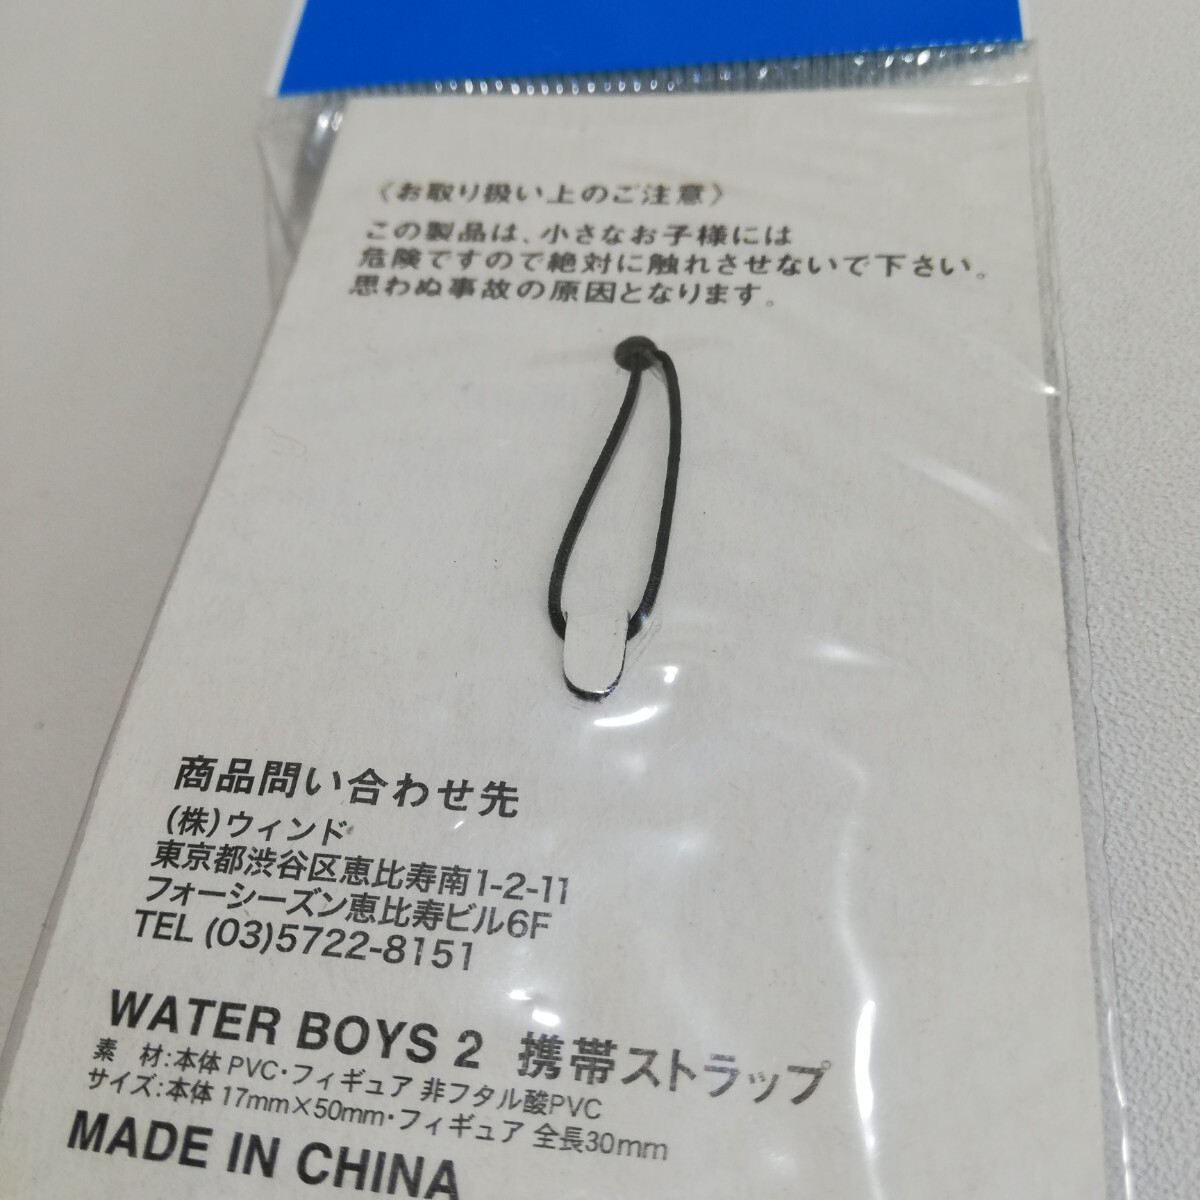 〈お取り扱い上のご注意〉
この製品は、小さなお子様には
危険ですので絶対に触れさせないで下さい。
思わぬ事故の原因となります。
商品問い合わせ先
(株)ウィンド
東京都渋谷区恵比寿南1-2-11
フォーシーズン恵比寿ビル6F
TEL (03)5722-8151
WATER BOYS 2 携帯ストラップ
素 材:本体 PVC・フィギュア 非フタル酸PVC
サイズ:本体 17mm×50mm・フィギュア 全長30mm
MADE IN CHINA